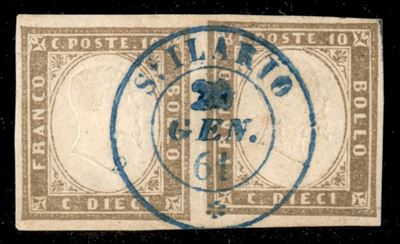 C. POSTE. 10
FRANCO
BOLLO
C. DIECI
C. POSTE. 10
FRANCO
BOLLO
C. DIECI
S. ILARIO
GEN.
61